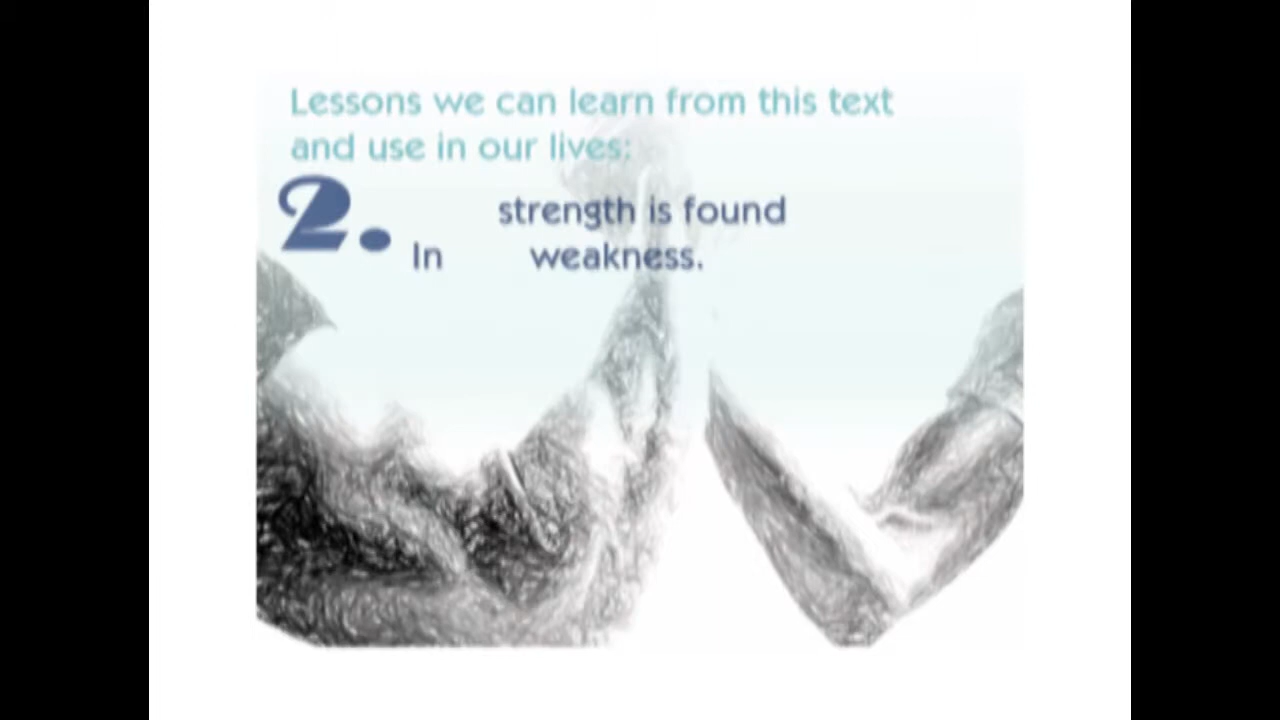 Lessons we can learn from this text
and use in our lives:
2. strength is found
In weakness.